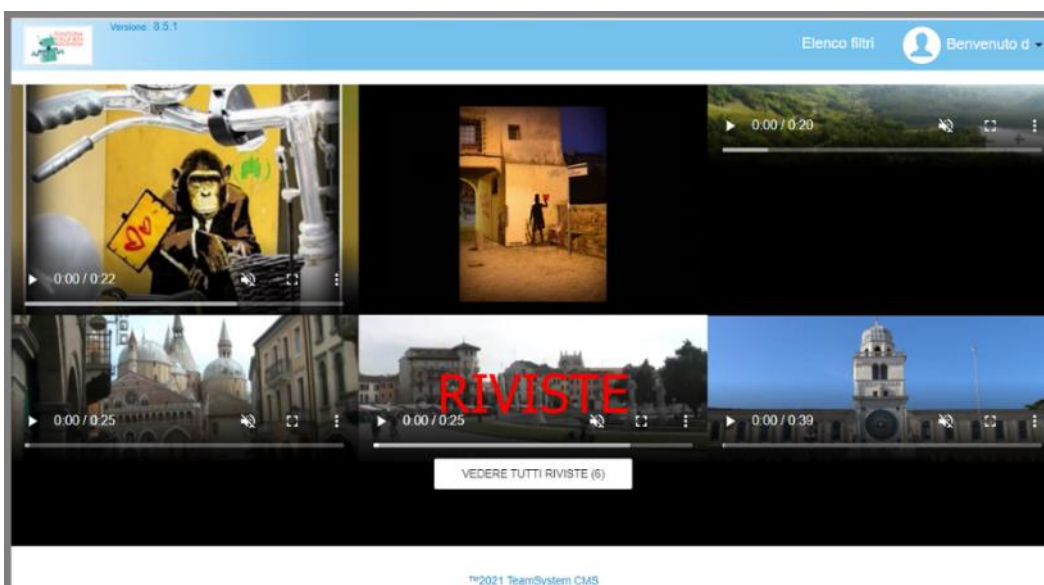 Versione: 8.5.1
Elenco filtri
Benvenuto d
0:00 / 0:20
0:00 / 0:22
RIVISTE
0:00 / 0:25
0:00 / 0:25
0:00 / 0:39
VEDERE TUTTI RIVISTE (6)
™2021 TeamSystem CMS